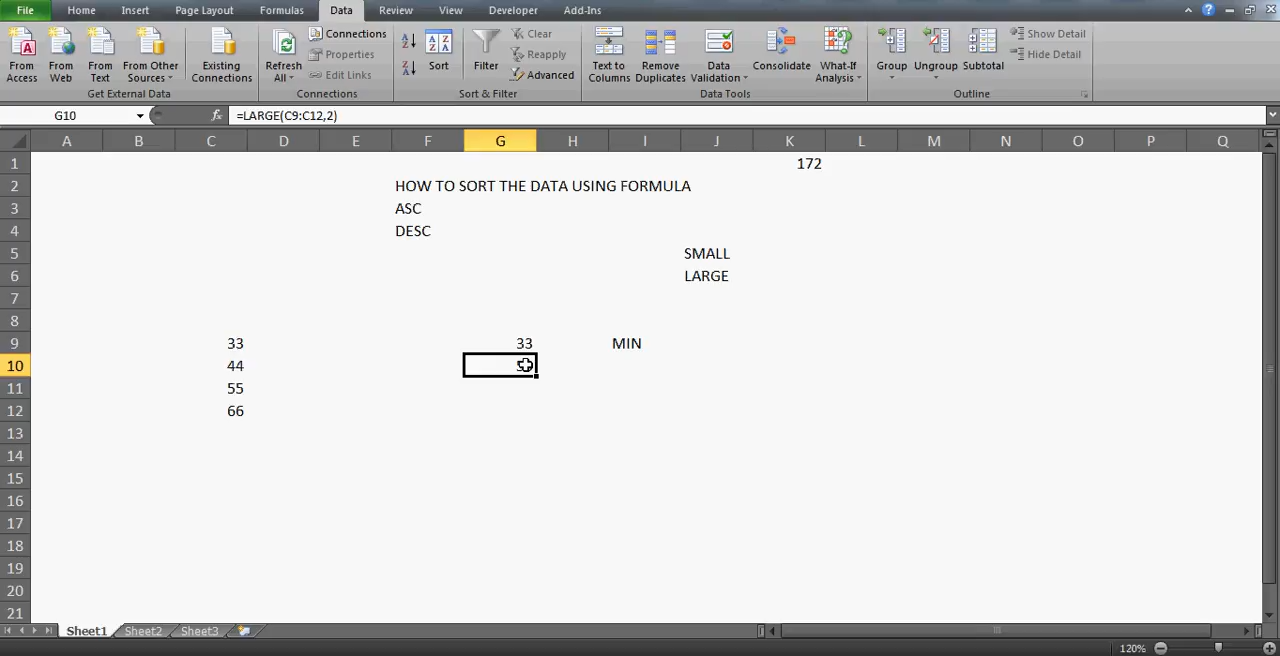 File Home Insert Page Layout Formulas Data Review View Developer Add-Ins
From Access From Web From Text From Other Sources Existing Connections Refresh All Connections Properties Edit Links Sort Filter Clear Reapply Advanced Text to Columns Remove Duplicates Data Validation Consolidate What-If Analysis Group Ungroup Subtotal Show Detail Hide Detail
Get External Data Connections Sort & Filter Data Tools Outline
G10 fx =LARGE(C9:C12,2)
A B C D E F G H I J K L M N O P Q
1 172
2 HOW TO SORT THE DATA USING FORMULA
3 ASC
4 DESC
5 SMALL
6 LARGE
7
8
9 33 33 MIN
10 44
11 55
12 66
13
14
15
16
17
18
19
20
21
Sheet1 Sheet2 Sheet3
120%